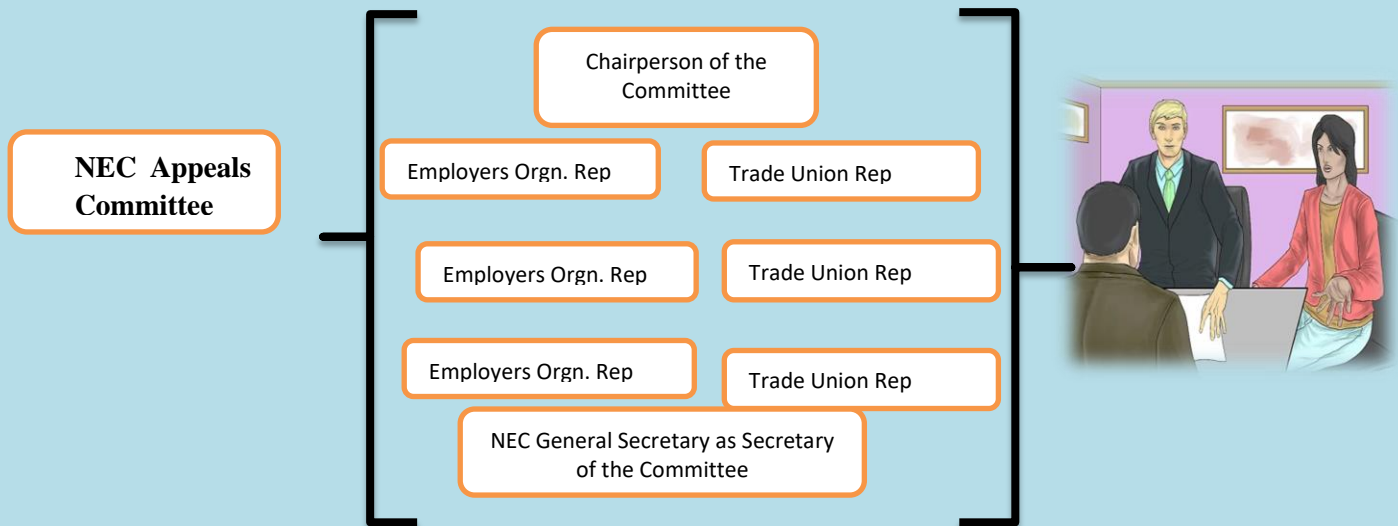 NEC Appeals
Committee
Chairperson of the
Committee
Employers Orgn. Rep
Trade Union Rep
Employers Orgn. Rep
Trade Union Rep
Employers Orgn. Rep
Trade Union Rep
NEC General Secretary as Secretary
of the Committee